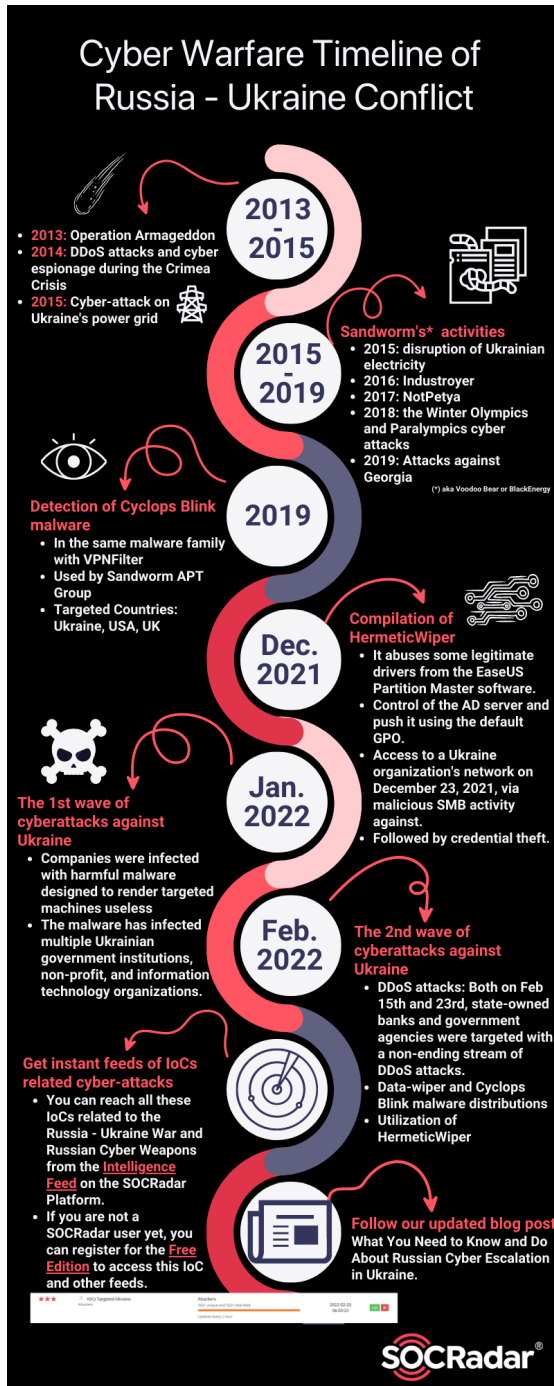 Cyber Warfare Timeline of
Russia - Ukraine Conflict
2013
-
2015
• 2013: Operation Armageddon
• 2014: DDoS attacks and cyber
espionage during the Crimea
Crisis
• 2015: Cyber-attack on
Ukraine's power grid
2015
-
2019
Sandworm's* activities
• 2015: disruption of Ukrainian
electricity
• 2016: Industroyer
• 2017: NotPetya
• 2018: the Winter Olympics
and Paralympics cyber
attacks
• 2019: Attacks against
Georgia
(*) aka Voodoo Bear or BlackEnergy
2019
Detection of Cyclops Blink
malware
• In the same malware family
with VPNFilter
• Used by Sandworm APT
Group
• Targeted Countries:
Ukraine, USA, UK
Dec.
2021
Compilation of
HermeticWiper
• It abuses some legitimate
drivers from the EaseUS
Partition Master software.
• Control of the AD server and
push it using the default
GPO.
• Access to a Ukraine
organization's network on
December 23, 2021, via
malicious SMB activity
against.
• Followed by credential theft.
Jan.
2022
The 1st wave of
cyberattacks against
Ukraine
• Companies were infected
with harmful malware
designed to render targeted
machines useless
• The malware has infected
multiple Ukrainian
government institutions,
non-profit, and information
technology organizations.
Feb.
2022
The 2nd wave of
cyberattacks against
Ukraine
• DDoS attacks: Both on Feb
15th and 23rd, state-owned
banks and government
agencies were targeted with
a non-ending stream of
DDoS attacks.
• Data-wiper and Cyclops
Blink malware distributions
• Utilization of
HermeticWiper
Get instant feeds of IoCs
related cyber-attacks
• You can reach all these
IoCs related to the
Russia - Ukraine War and
Russian Cyber Weapons
from the Intelligence
Feed on the SOCRadar
Platform.
• If you are not a
SOCRadar user yet, you
can register for the Free
Edition to access this IoC
and other feeds.
Follow our updated blog post
What You Need to Know and Do
About Russian Cyber Escalation
in Ukraine.
IOCs Targeted Ukraine
Attackers
Attackers
SOCRadar®